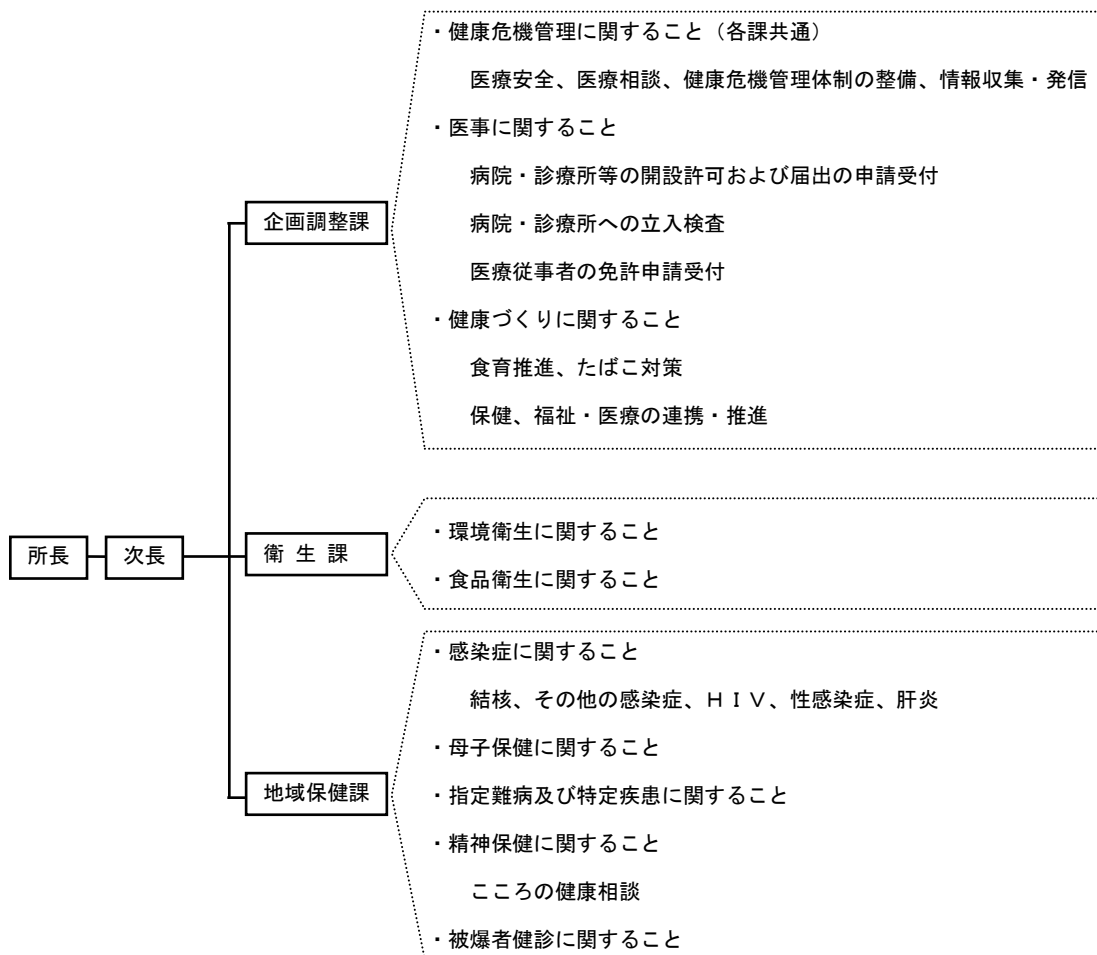 ・健康危機管理に関すること（各課共通）
医療安全、医療相談、健康危機管理体制の整備、情報収集・発信
・医事に関すること
病院・診療所等の開設許可および届出の申請受付
企画調整課
病院・診療所への立入検査
医療従事者の免許申請受付
・健康づくりに関すること
食育推進、たばこ対策
保健、福祉・医療の連携・推進
所長
次長
衛 生 課
・環境衛生に関すること
・食品衛生に関すること
・感染症に関すること
結核、その他の感染症、ＨＩＶ、性感染症、肝炎
・母子保健に関すること
地域保健課
・指定難病及び特定疾患に関すること
・精神保健に関すること
こころの健康相談
・被爆者健診に関すること